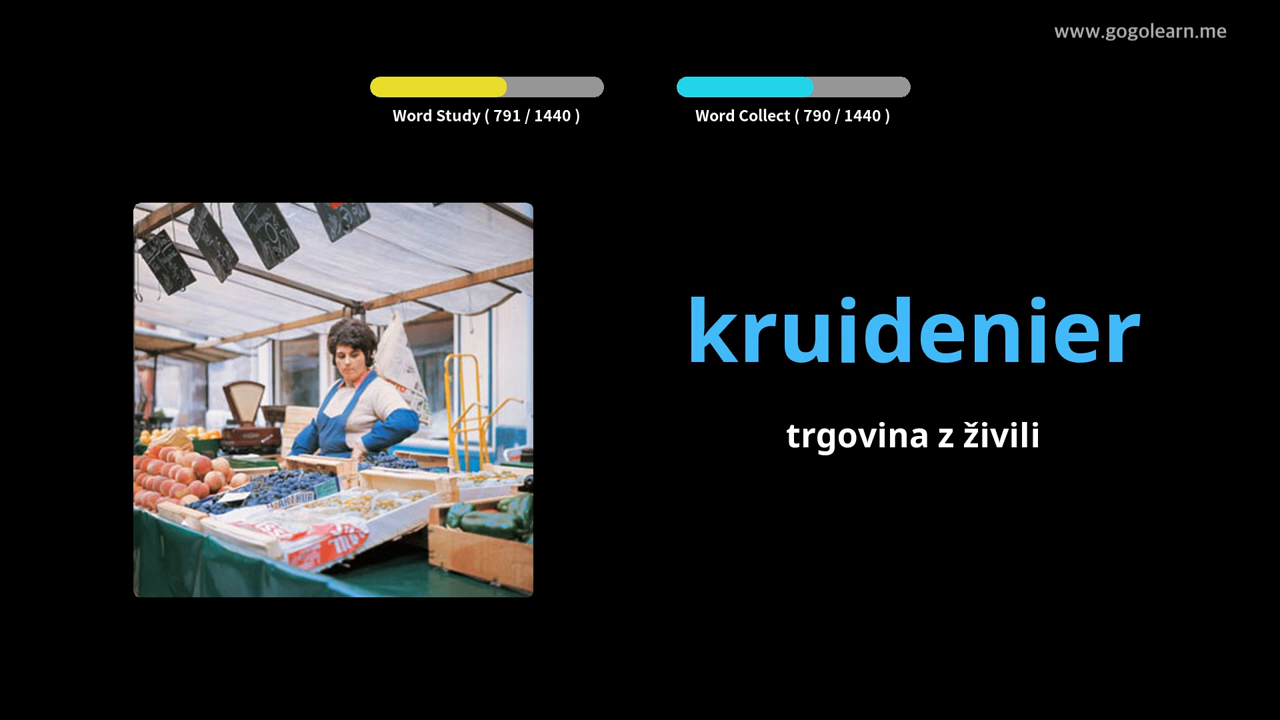 www.gogolearn.me
Word Study ( 791 / 1440 )
Word Collect ( 790 / 1440 )
kruidenier
trgovina z živili